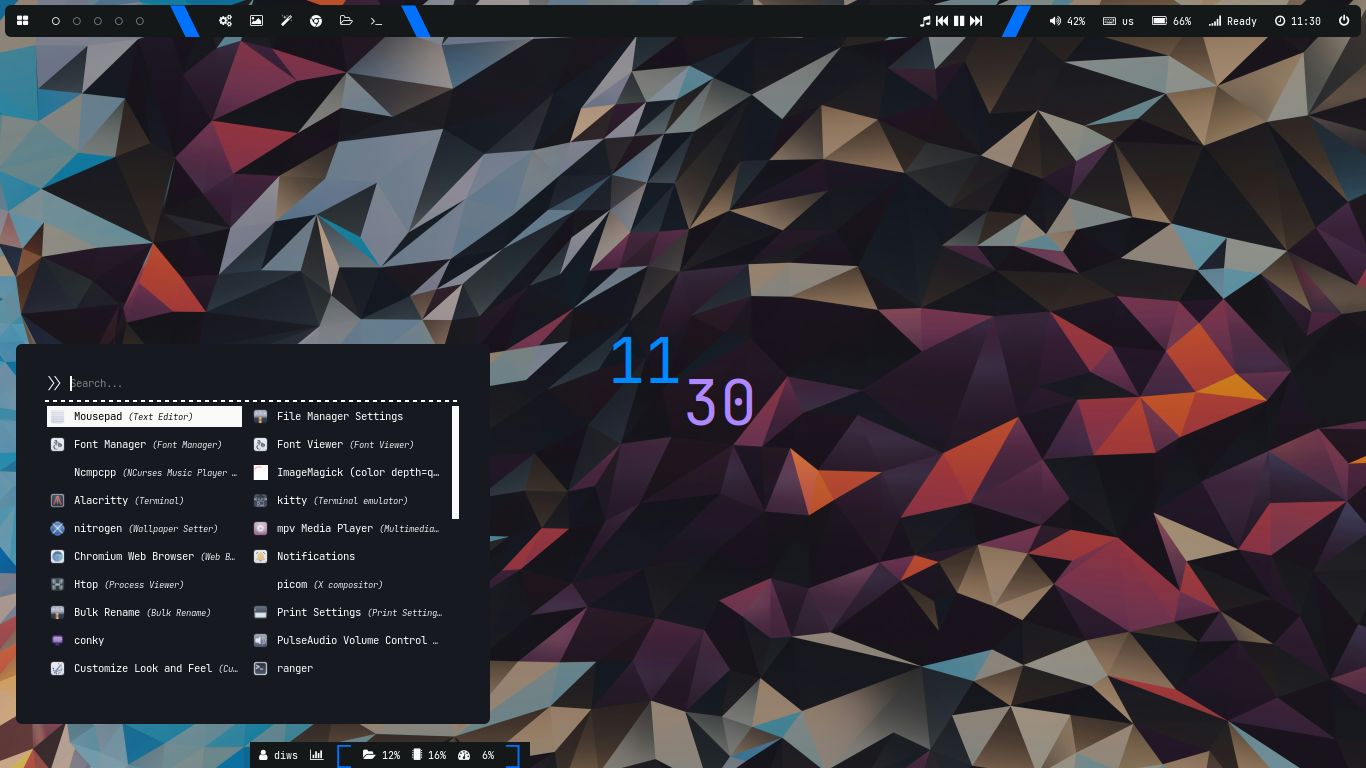 42% us 66% Ready 11:30
11
30
Search...
Mousepad (Text Editor) File Manager Settings
Font Manager (Font Manager) Font Viewer (Font Viewer)
Ncmpcpp (NCurses Music Player … ImageMagick (color depth=q…
Alacritty (Terminal) kitty (Terminal emulator)
nitrogen (Wallpaper Setter) mpv Media Player (Multimedia…
Chromium Web Browser (Web B… Notifications
Htop (Process Viewer) picom (X compositor)
Bulk Rename (Bulk Rename) Print Settings (Print Setting…
conky PulseAudio Volume Control …
Customize Look and Feel (Cu… ranger
diws 12% 16% 6%